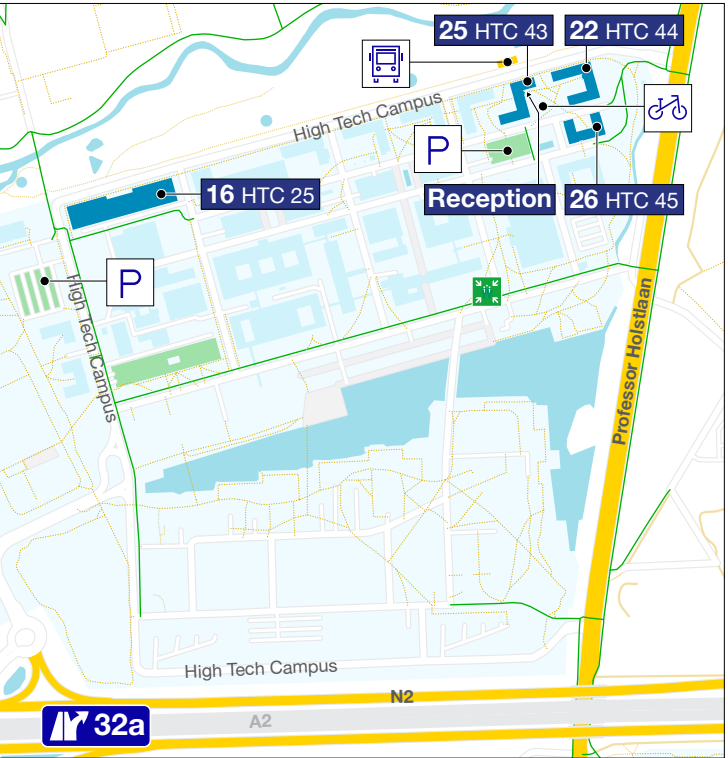 25 HTC 43
22 HTC 44
High Tech Campus
P
16 HTC 25
Reception
26 HTC 45
P
High Tech Campus
Professor Holstlaan
High Tech Campus
N2
32a
A2